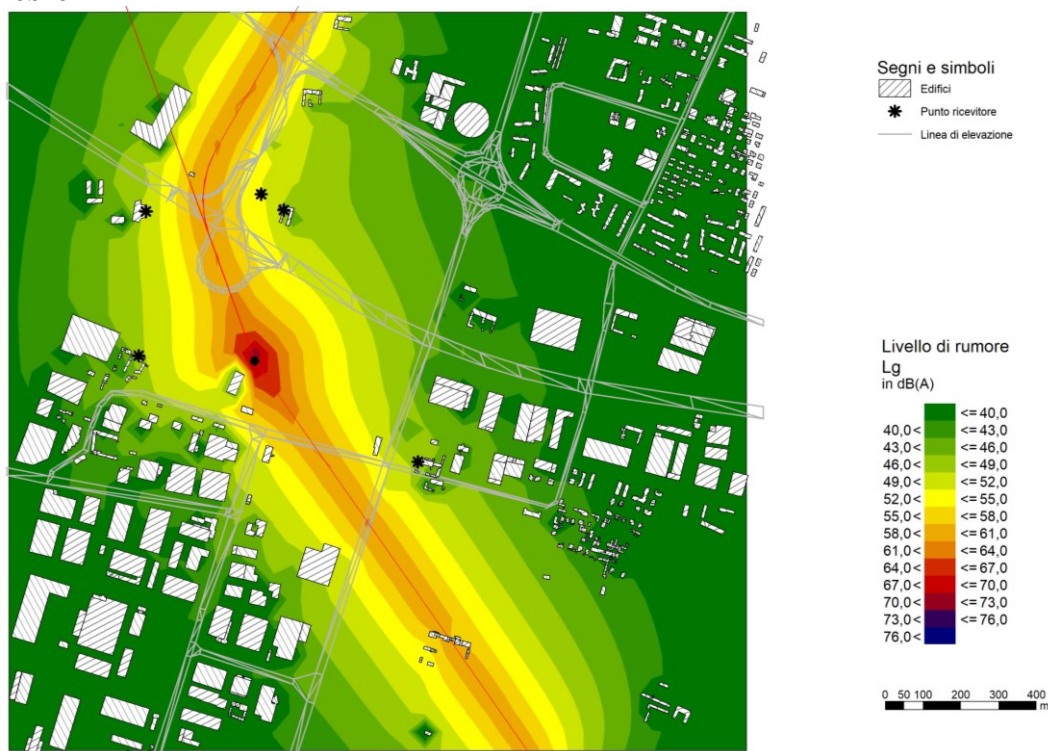 Segni e simboli
Edifici
Punto ricevitore
Linea di elevazione
Livello di rumore
Lg
in dB(A)
<= 40,0
40,0 < <= 43,0
43,0 < <= 46,0
46,0 < <= 49,0
49,0 < <= 52,0
52,0 < <= 55,0
55,0 < <= 58,0
58,0 < <= 61,0
61,0 < <= 64,0
64,0 < <= 67,0
67,0 < <= 70,0
70,0 < <= 73,0
73,0 < <= 76,0
76,0 <
0 50 100 200 300 400
m